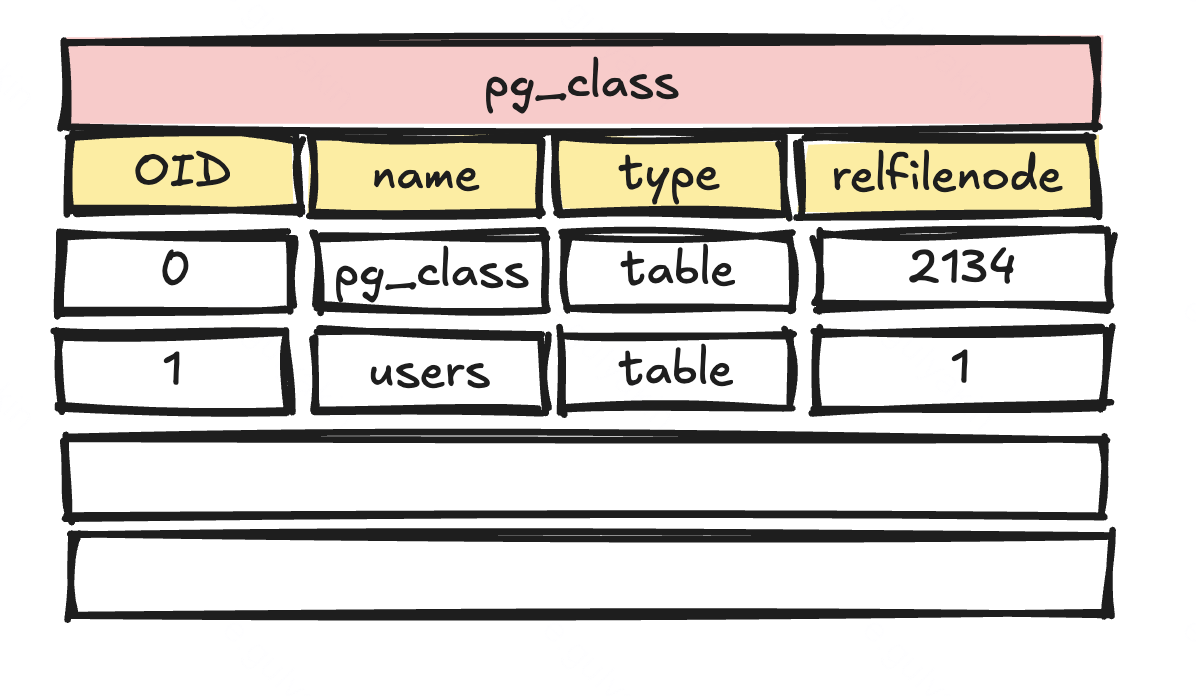 pg_class
OID name type relfilenode
0 pg_class table 2134
1 users table 1